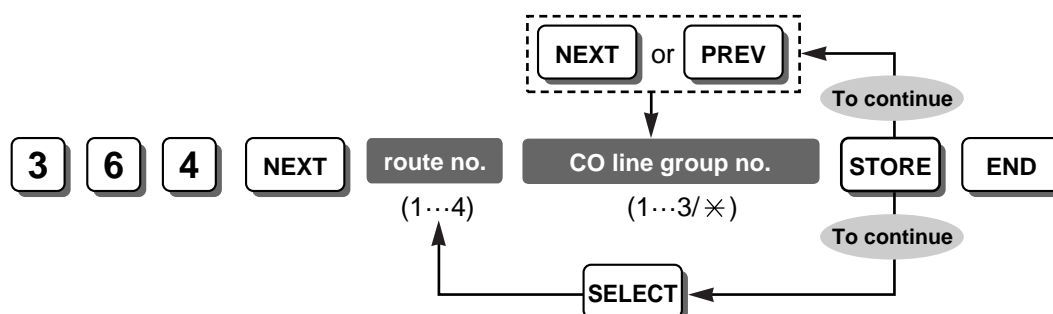 NEXT or PREV
To continue
3 6 4 NEXT route no. CO line group no. STORE END
(1···4) (1···3/✳)
To continue
SELECT